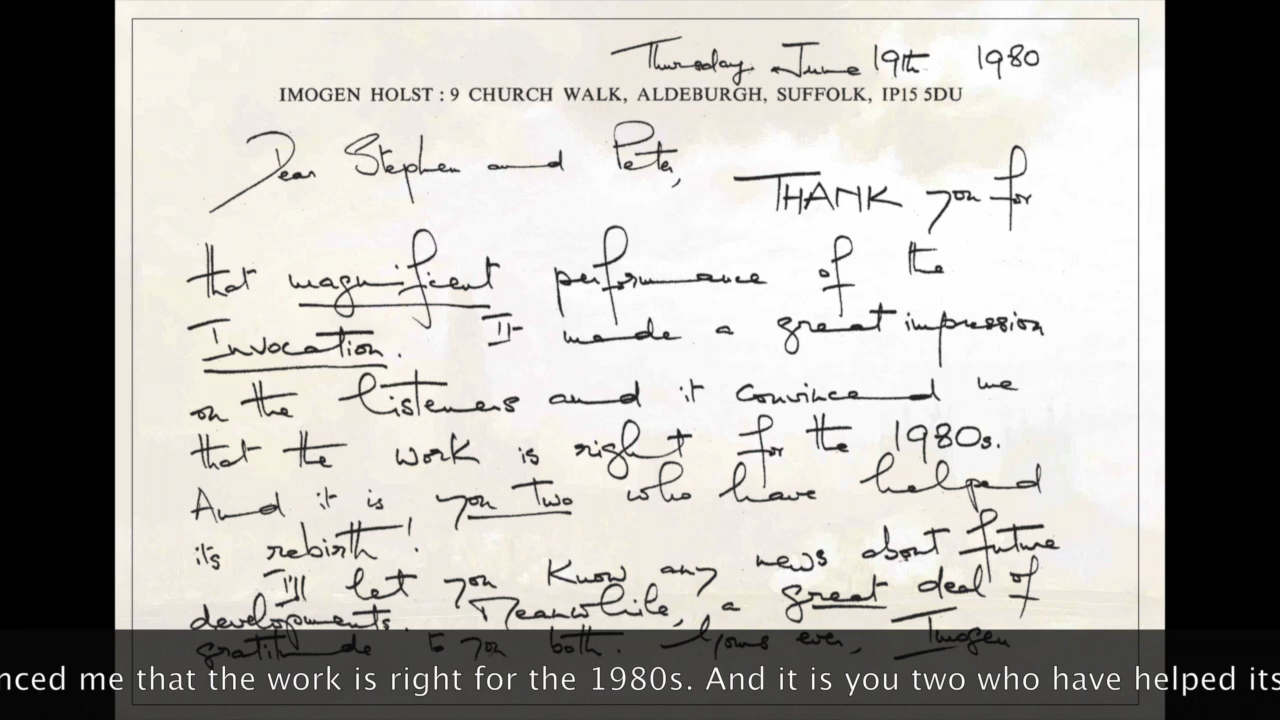 Thursday June 19th 1980
IMOGEN HOLST : 9 CHURCH WALK, ALDEBURGH, SUFFOLK, IP15 5DU
Dear Stephen and Peter,
THANK you for
that magnificent performance of the
Invocation. It made a great impression
on the listeners and it convinced me
that the work is right for the 1980s.
And it is you two who have helped
its rebirth!
I'll let you know any news about future
developments. Meanwhile, a great deal of
gratitude to you both. Yours ever, Imogen
nced me that the work is right for the 1980s. And it is you two who have helped its